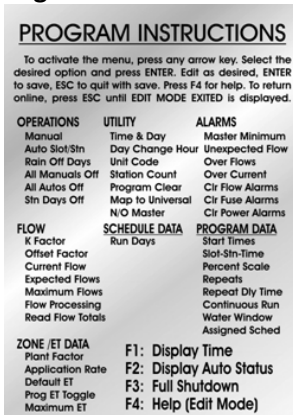 PROGRAM INSTRUCTIONS
To activate the menu, press any arrow key. Select the
desired option and press ENTER. Edit as desired, ENTER
to save, ESC to quit with save. Press F4 for help. To return
online, press ESC until EDIT MODE EXITED is displayed.
OPERATIONS
Manual
Auto Slot/Stn
Rain Off Days
All Manuals Off
All Autos Off
Stn Days Off
UTILITY
Time & Day
Day Change Hour
Unit Code
Station Count
Program Clear
Map to Universal
N/O Master
ALARMS
Master Minimum
Unexpected Flow
Over Flows
Over Current
Clr Flow Alarms
Clr Fuse Alarms
Clr Power Alarms
FLOW
K Factor
Offset Factor
Current Flow
Expected Flows
Maximum Flows
Flow Processing
Read Flow Totals
SCHEDULE DATA
Run Days
PROGRAM DATA
Start Times
Slot-Stn-Time
Percent Scale
Repeats
Repeat Dly Time
Continuous Run
Water Window
Assigned Sched
ZONE /ET DATA
Plant Factor
Application Rate
Default ET
Prog ET Toggle
Maximum ET
F1: Display Time
F2: Display Auto Status
F3: Full Shutdown
F4: Help (Edit Mode)